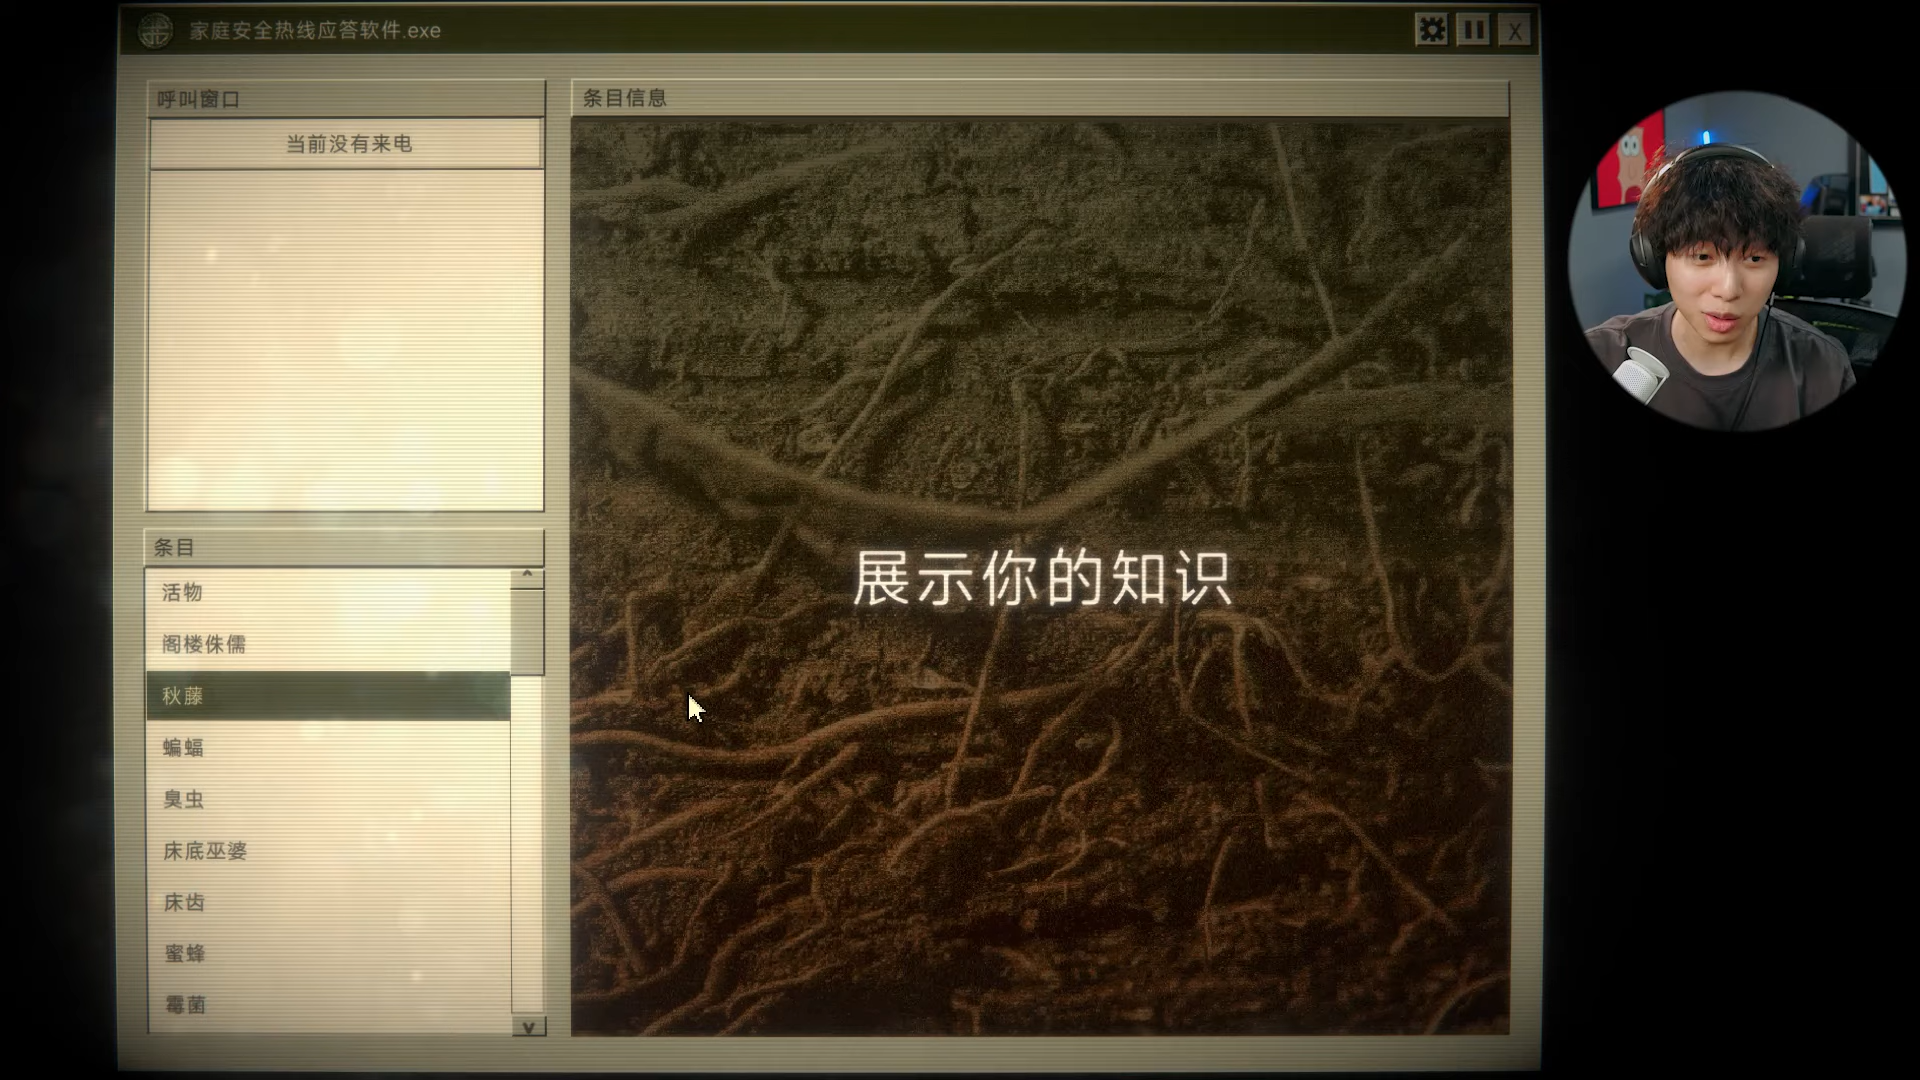 家庭安全热线应答软件.exe
X
呼叫窗口
条目信息
当前没有来电
展示你的知识
条目
活物
阁楼侏儒
秋藤
蝙蝠
臭虫
床底巫婆
床齿
蜜蜂
霉菌